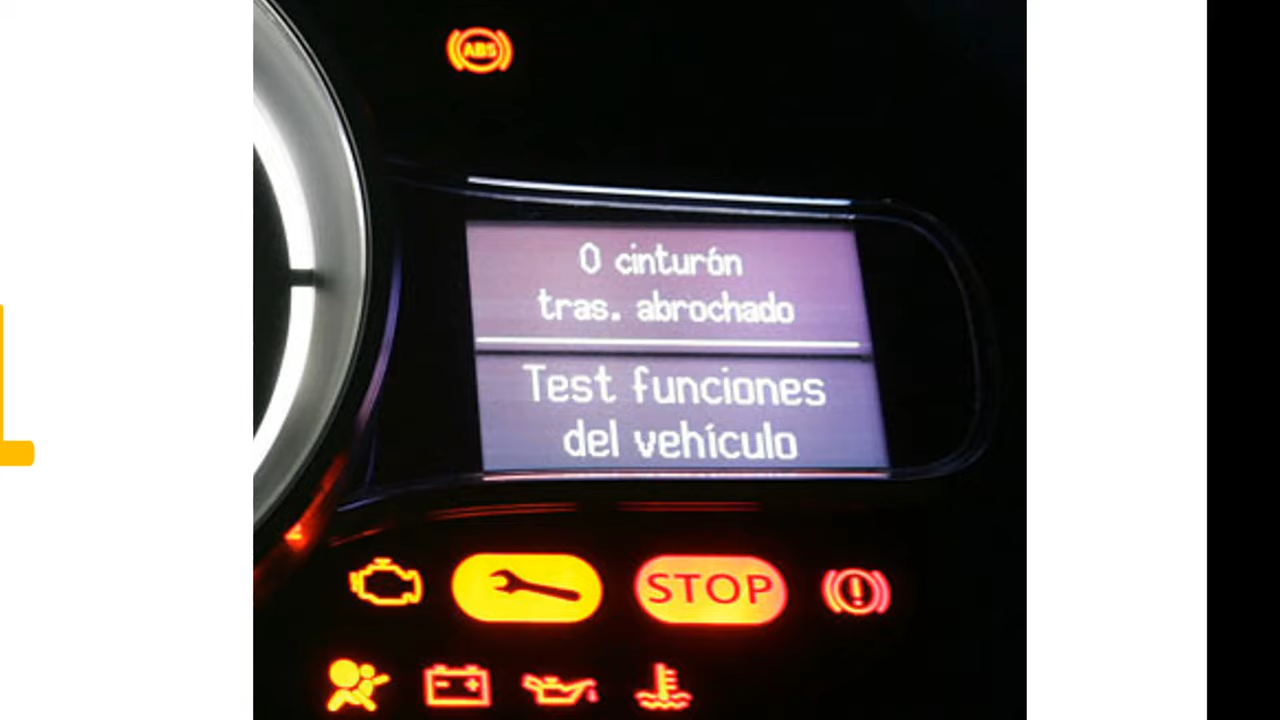 ABS
0 cinturón
tras. abrochado
Test funciones
del vehículo
STOP